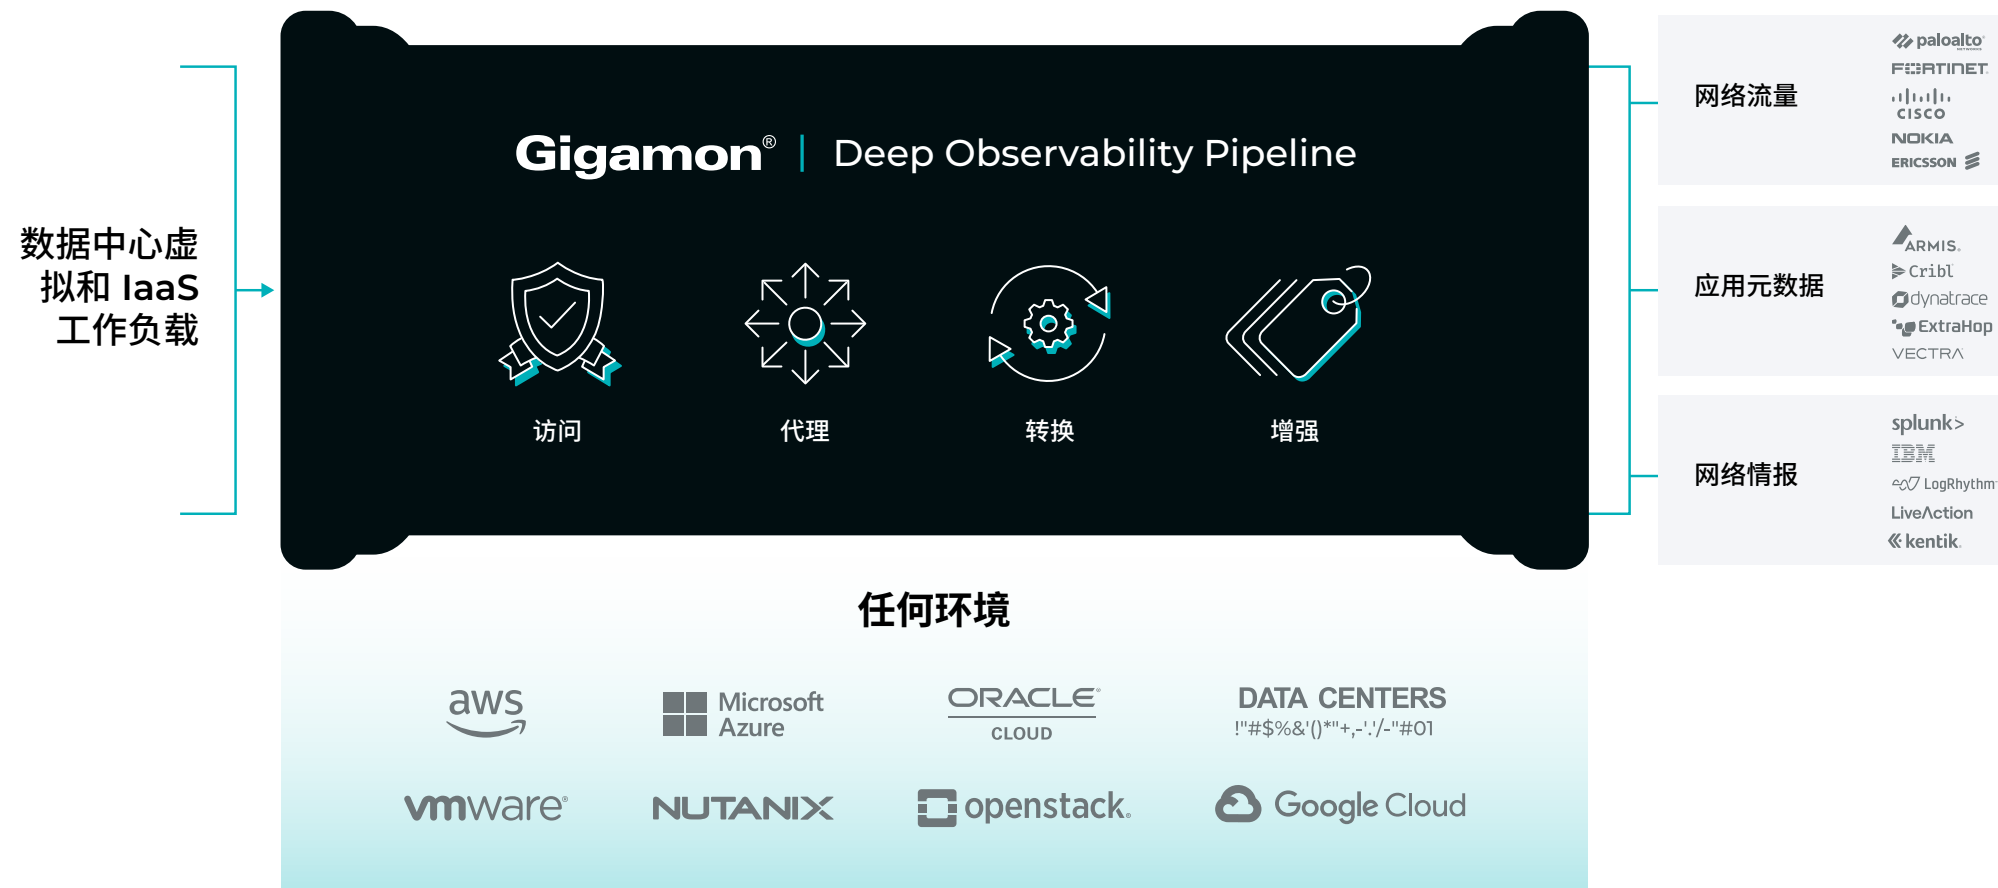 数据中心虚
拟和 IaaS
工作负载
Gigamon® | Deep Observability Pipeline
访问
代理
转换
增强
网络流量
paloalto
NETWORKS
FORTINET
CISCO
NOKIA
ERICSSON
应用元数据
ARMIS
Cribl
dynatrace
ExtraHop
VECTRA
网络情报
splunk>
IBM
LogRhythm
LiveAction
kentik
任何环境
aws
Microsoft
Azure
ORACLE
CLOUD
DATA CENTERS
!"#$%&'()*"+,-'.'/-"#01
vmware®
NUTANIX
openstack.
Google Cloud